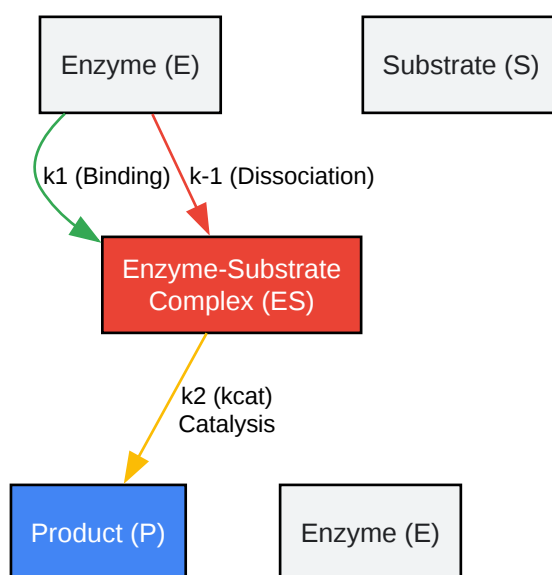 Enzyme (E)
Substrate (S)
k1 (Binding)
k-1 (Dissociation)
Enzyme-Substrate
Complex (ES)
k2 (kcat)
Catalysis
Product (P)
Enzyme (E)